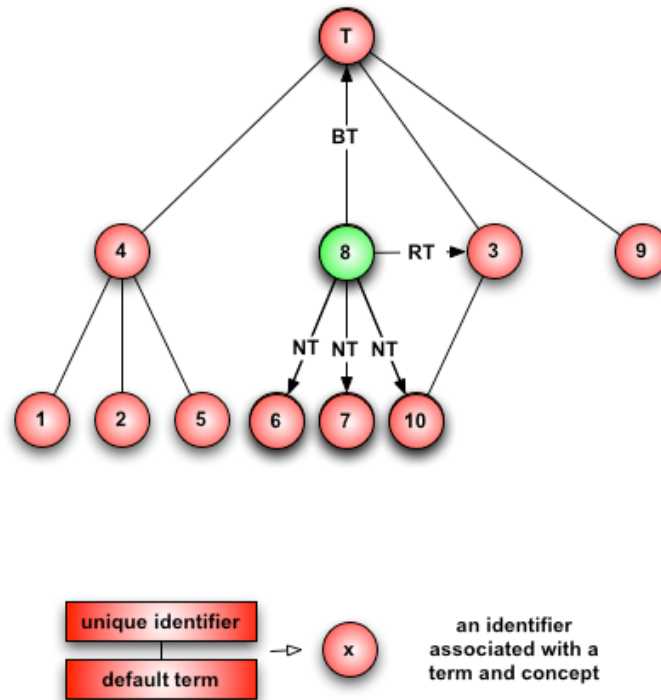 T
BT
4
8
RT
3
9
NT
NT
NT
1
2
5
6
7
10
unique identifier
default term
x
an identifier
associated with a
term and concept